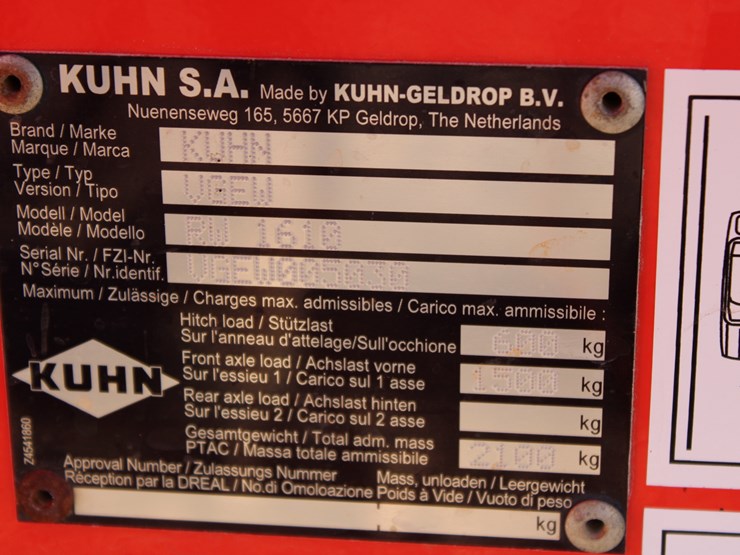 KUHN S.A. Made by KUHN-GELDROP B.V.
Nuenenseweg 165, 5667 KP Geldrop, The Netherlands
Brand / Marke
Marque / Marca
KUHN
Type / Typ
Version / Tipo
VGEW
Modell / Model
Modèle / Modello
RW 1610
Serial Nr. / FZI-Nr.
N° Série / Nr.identif.
VGEW005030
Maximum / Zulässige / Charges max. admissibles / Carico max. ammissibile :
Hitch load / Stützlast
Sur l'anneau d'attelage/Sull'occhione
600 kg
Front axle load / Achslast vorne
Sur l'essieu 1 / Carico sul 1 asse
1500 kg
KUHN
Rear axle load / Achslast hinten
Sur l'essieu 2 / Carico sul 2 asse
kg
Gesamtgewicht / Total adm. mass
PTAC / Massa totale ammissibile
2100 kg
Z4541860
Approval Number / Zulassungs Nummer
Réception par la DREAL / No.di Omoloazione
Mass, unloaden / Leergewicht
Poids à Vide / Vuoto di peso
kg